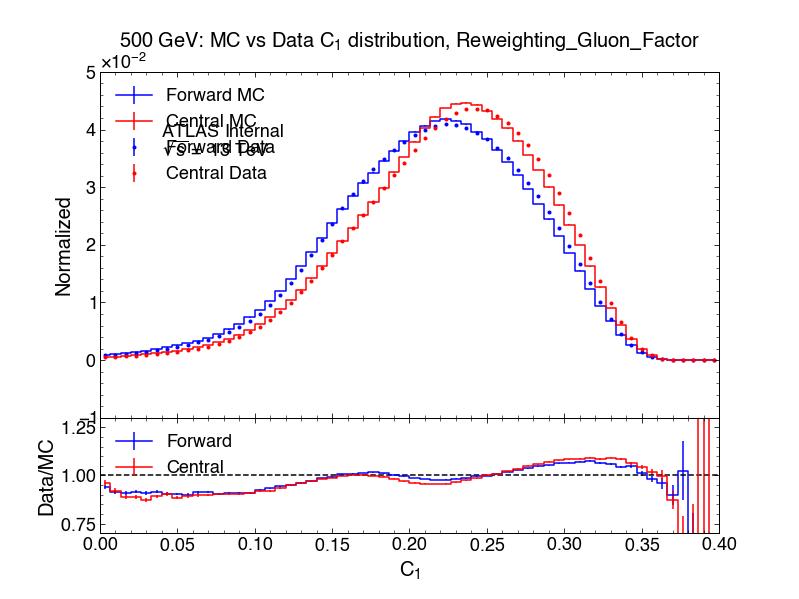 500 GeV: MC vs Data C₁ distribution, Reweighting_Gluon_Factor
×10⁻²
5
4
3
2
1
0
−1
Normalized
Forward MC
Central MC
ATLAS Internal
Forward Data
√s = 13 TeV
Central Data
1.25
1.00
0.75
Data/MC
Forward
Central
0.00 0.05 0.10 0.15 0.20 0.25 0.30 0.35 0.40
C₁